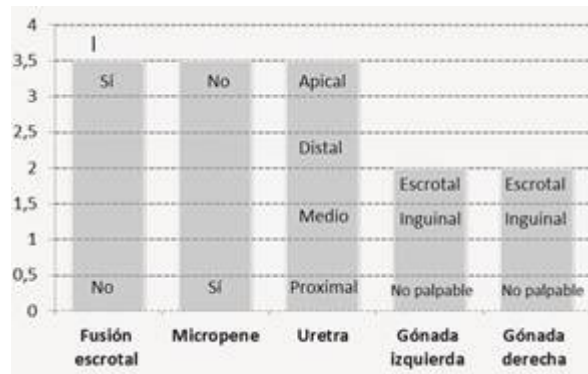 4
3,5
3
2,5
2
1,5
1
0,5
0
Sí No Apical
Distal
Escrotal Escrotal
Medio Inguinal Inguinal
No Sí Proximal No palpable No palpable
Fusión escrotal
Micropene
Uretra
Gónada izquierda
Gónada derecha